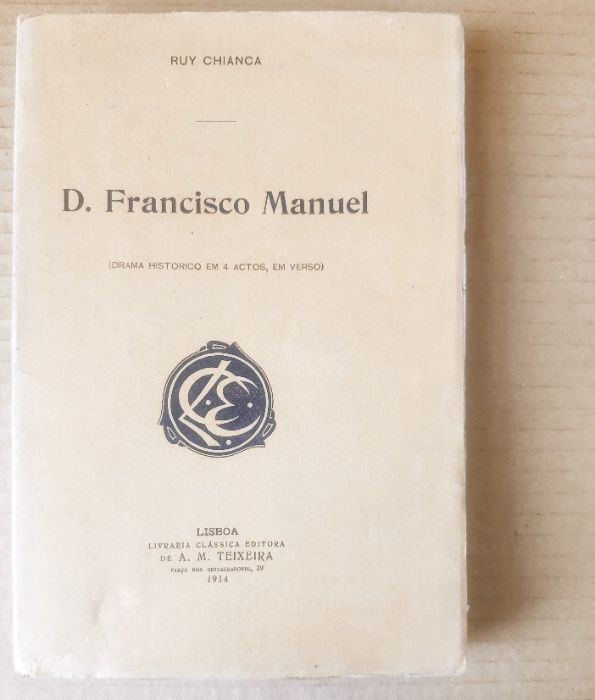 RUY CHIANCA
D. Francisco Manuel
(DRAMA HISTORICO EM 4 ACTOS, EM VERSO)
LCE
LISBOA
LIVRARIA CLÁSSICA EDITORA
DE A. M. TEIXEIRA
PRAÇA DOS RESTAURADORES, 20
1914